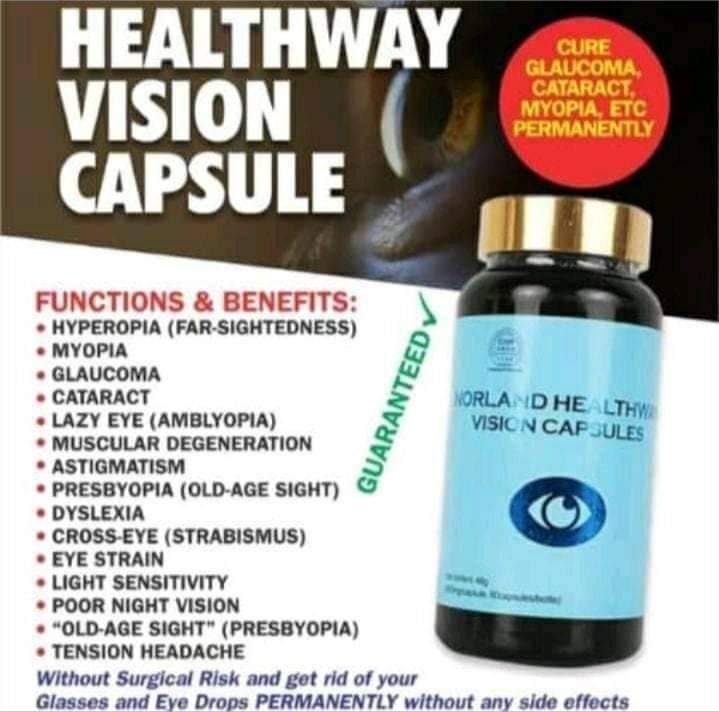 HEALTHWAY
VISION
CAPSULE
CURE
GLAUCOMA,
CATARACT,
MYOPIA, ETC
PERMANENTLY
FUNCTIONS & BENEFITS:
• HYPEROPIA (FAR-SIGHTEDNESS)
• MYOPIA
• GLAUCOMA
• CATARACT
• LAZY EYE (AMBLYOPIA)
• MUSCULAR DEGENERATION
• ASTIGMATISM
• PRESBYOPIA (OLD-AGE SIGHT)
• DYSLEXIA
• CROSS-EYE (STRABISMUS)
• EYE STRAIN
• LIGHT SENSITIVITY
• POOR NIGHT VISION
• "OLD-AGE SIGHT" (PRESBYOPIA)
• TENSION HEADACHE
GUARANTEED ✓
NORLAND HEALTHWA
VISION CAPSULES
Without Surgical Risk and get rid of your
Glasses and Eye Drops PERMANENTLY without any side effects